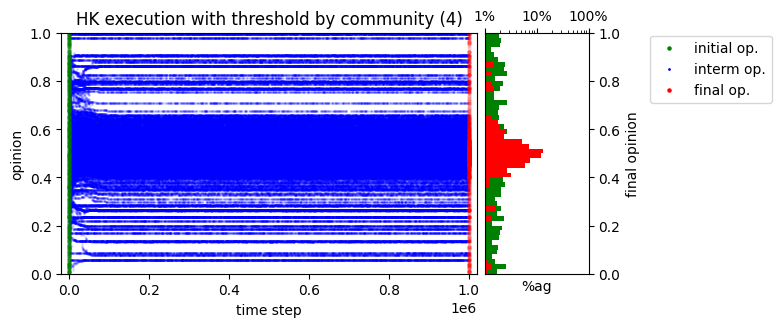 HK execution with threshold by community (4)
1% 10% 100%
1.0 1.0
0.8 0.8
0.6 0.6
0.4 0.4
0.2 0.2
0.0 0.0
opinion
final opinion
0.0 0.2 0.4 0.6 0.8 1.0
1e6
time step
%ag
initial op.
interm op.
final op.